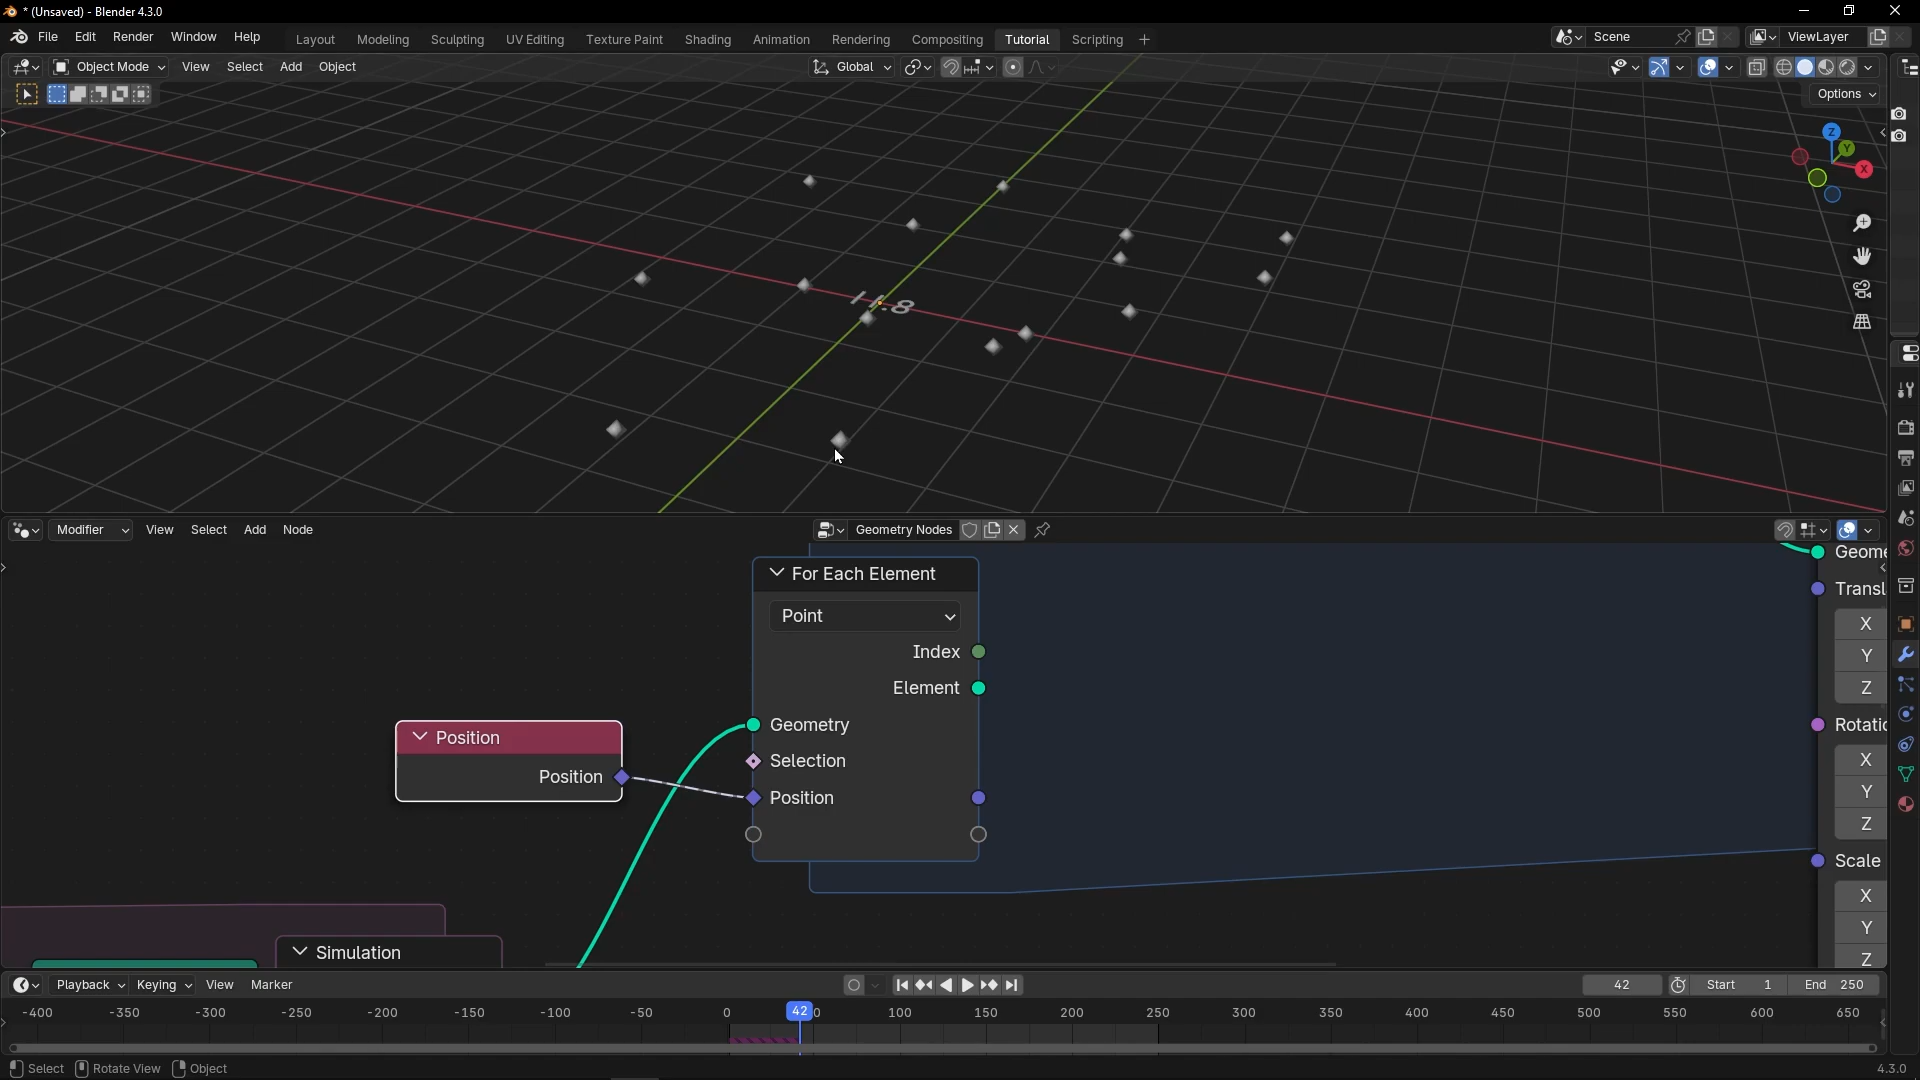 * (Unsaved) - Blender 4.3.0
File Edit Render Window Help Layout Modeling Sculpting UV Editing Texture Paint Shading Animation Rendering Compositing Tutorial Scripting + Scene ViewLayer
Object Mode View Select Add Object Global
Options
Z
Y
X
11.8
Modifier View Select Add Node Geometry Nodes
Geome
For Each Element
Transl
Point
X
Index
Y
Element
Z
Geometry
Rotatio
Position
Selection
X
Position
Position
Y
Z
Scale
X
Y
Simulation
Z
Playback Keying View Marker 42 Start 1 End 250
-400 -350 -300 -250 -200 -150 -100 -50 0 42 0 100 150 200 250 300 350 400 450 500 550 600 650
Select Rotate View Object 4.3.0